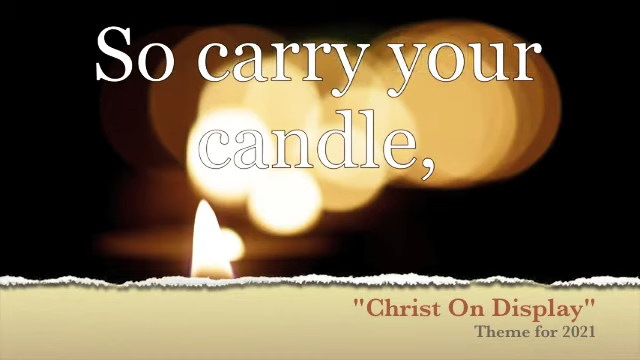 So carry your
candle,
"Christ On Display"
Theme for 2021